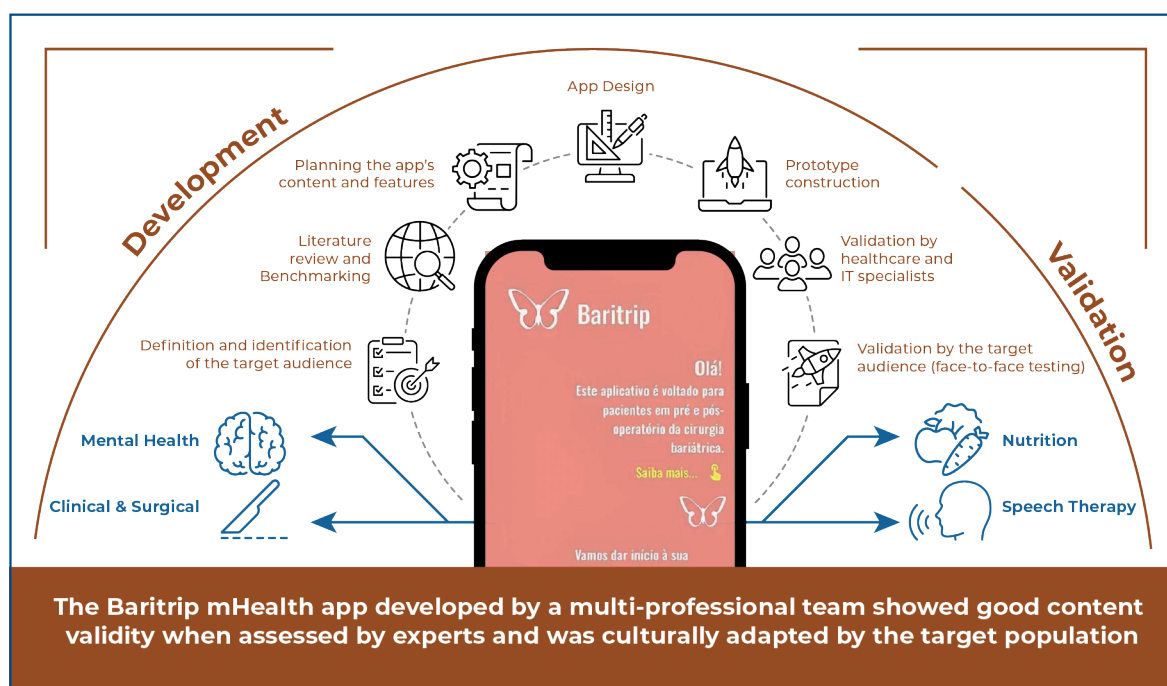 App Design
Development
Planning the app's
content and features
Prototype
construction
Literature
review and
Benchmarking
Validation by
healthcare and
IT specialists
Validation
Definition and identification
of the target audience
Validation by the target
audience (face-to-face testing)
Baritrip
Olá!
Este aplicativo é voltado para
pacientes em pré e pós-
operatório da cirurgia
bariátrica.
Saiba mais...
Vamos dar início à sua
Mental Health
Clinical & Surgical
Nutrition
Speech Therapy
The Baritrip mHealth app developed by a multi-professional team showed good content
validity when assessed by experts and was culturally adapted by the target population